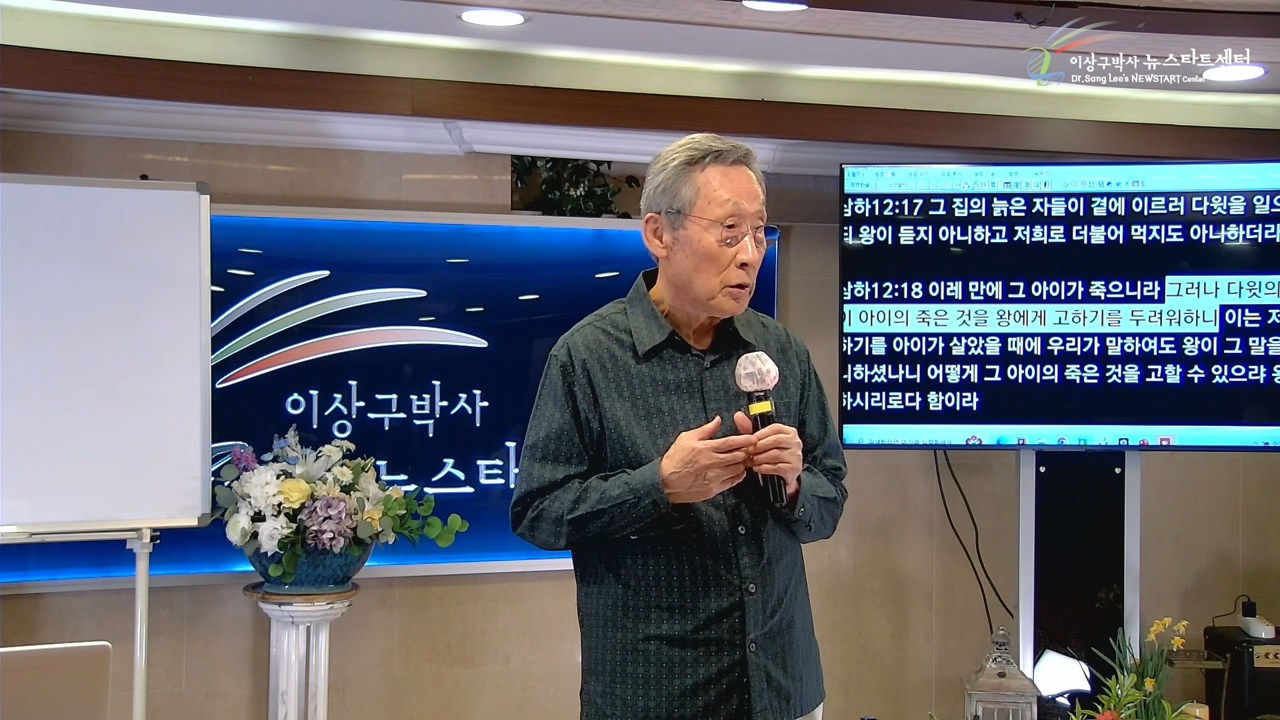 이상구박사 뉴스타트센터
Dr. Sang Lee's NEWSTART Center
이상구박사
뉴스타
삼하12:17 그 집의 늙은 자들이 곁에 이르러 다윗을 일으
왕이 듣지 아니하고 저희로 더불어 먹지도 아니하더라
삼하12:18 이레 만에 그 아이가 죽으니라 그러나 다윗의
이 아이의 죽은 것을 왕에게 고하기를 두려워하니 이는 저
하기를 아이가 살았을 때에 우리가 말하여도 왕이 그 말을
니하셨나니 어떻게 그 아이의 죽은 것을 고할 수 있으랴 왕
하시리로다 함이라